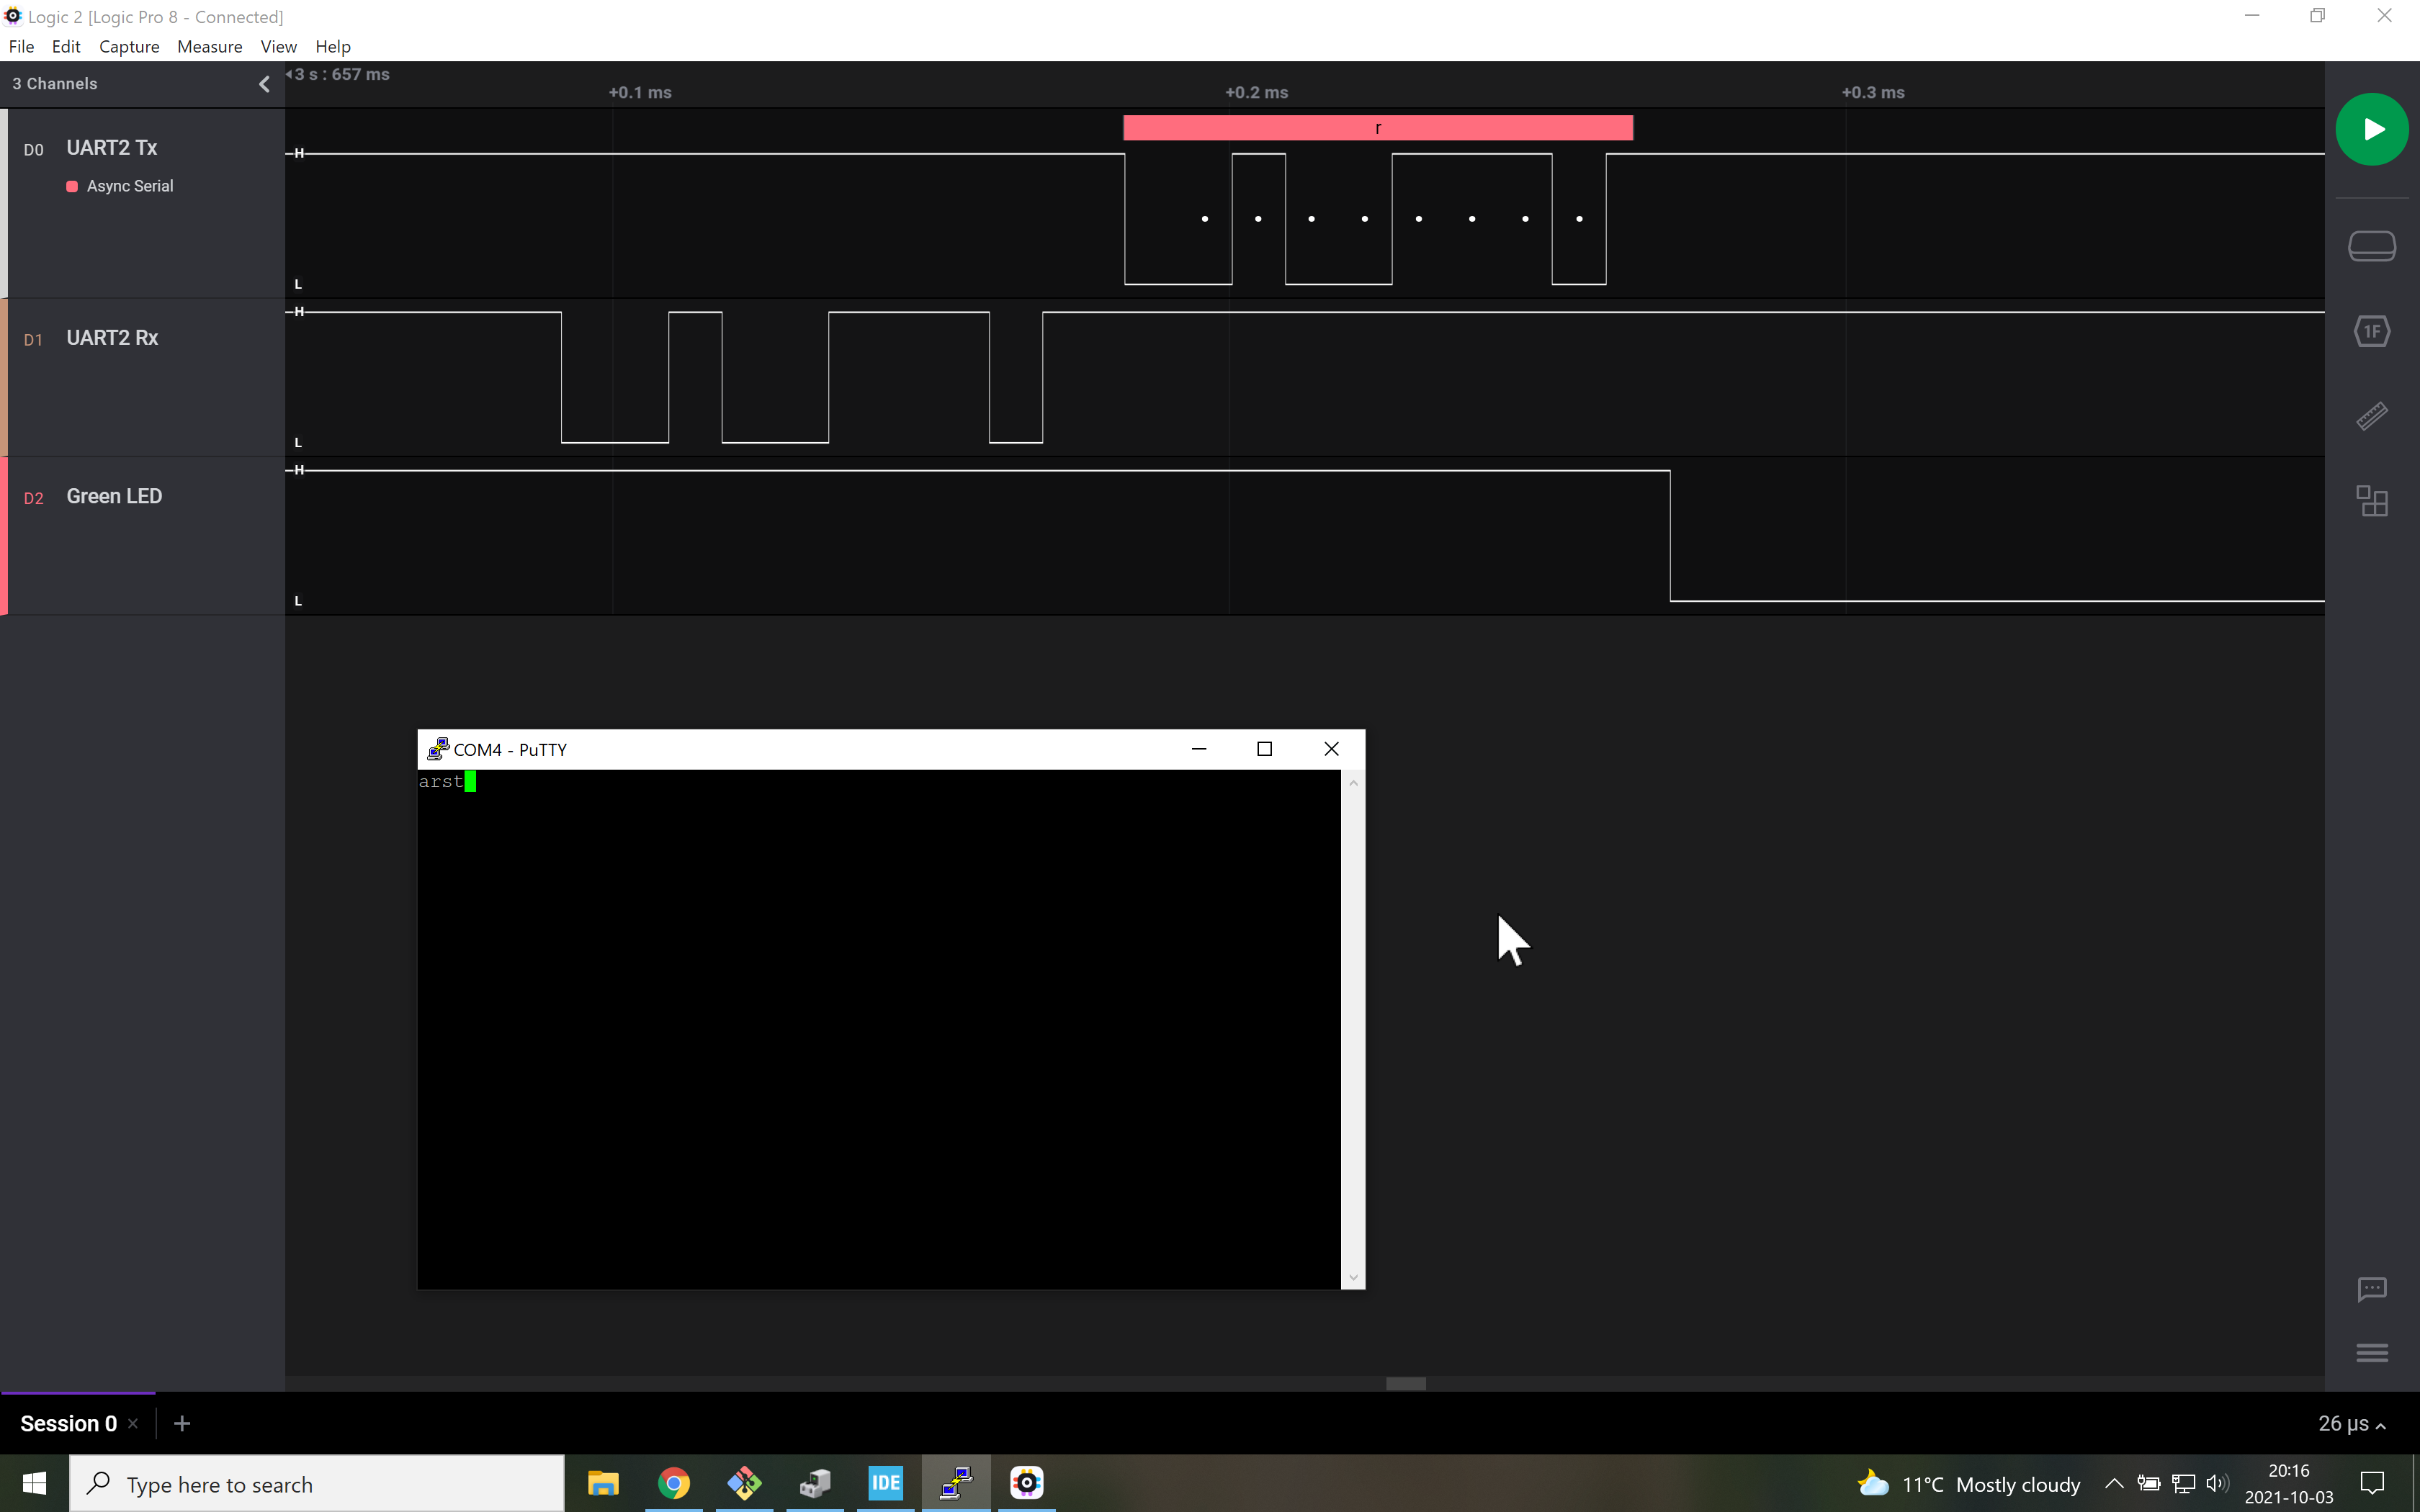 Logic 2 [Logic Pro 8 - Connected]
File Edit Capture Measure View Help
3 Channels
3 s : 657 ms
+0.1 ms +0.2 ms +0.3 ms
D0 UART2 Tx
Async Serial
H
L
r
D1 UART2 Rx
H
L
D2 Green LED
H
L
1F
COM4 - PuTTY
arst
Session 0
26 µs
Type here to search
IDE
11°C Mostly cloudy
20:16
2021-10-03